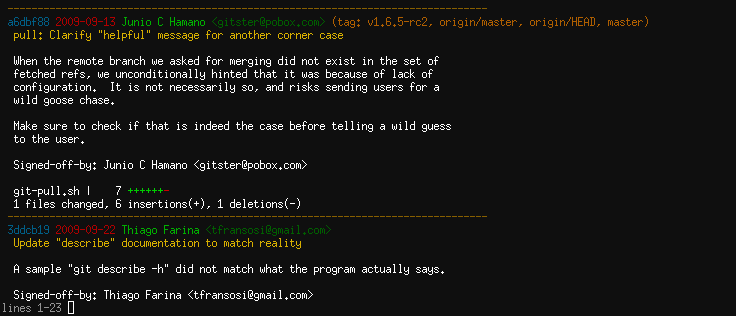 --------------------------------------------------------------------------------
a6dbf88 2009-09-13 Junio C Hamano <gitster@pobox.com> (tag: v1.6.5-rc2, origin/master, origin/HEAD, master)
pull: Clarify "helpful" message for another corner case
When the remote branch we asked for merging did not exist in the set of
fetched refs, we unconditionally hinted that it was because of lack of
configuration.  It is not necessarily so, and risks sending users for a
wild goose chase.
Make sure to check if that is indeed the case before telling a wild guess
to the user.
Signed-off-by: Junio C Hamano <gitster@pobox.com>
git-pull.sh |    7 ++++++-
1 files changed, 6 insertions(+), 1 deletions(-)
--------------------------------------------------------------------------------
3ddcb19 2009-09-22 Thiago Farina <tfransosi@gmail.com>
Update "describe" documentation to match reality
A sample "git describe -h" did not match what the program actually says.
Signed-off-by: Thiago Farina <tfransosi@gmail.com>
lines 1-23